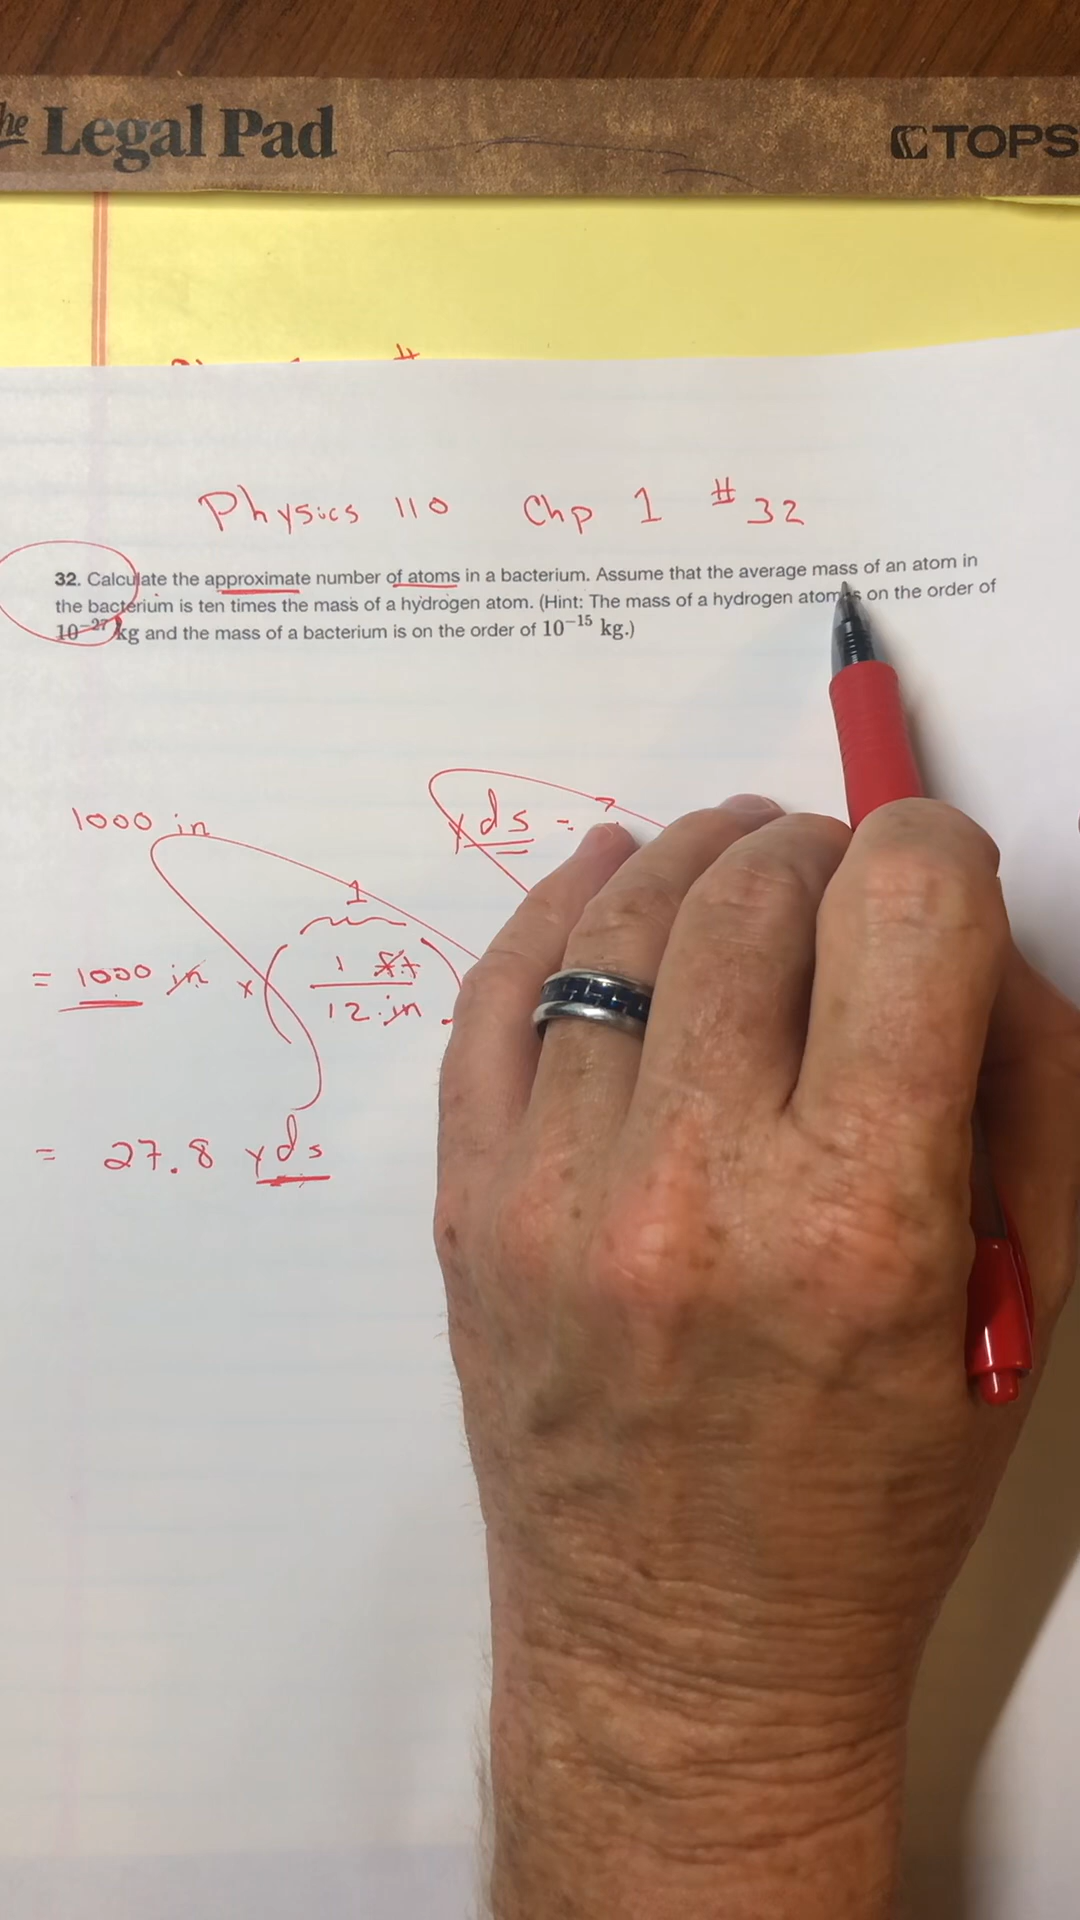 The Legal Pad TOPS
Physics 110 Chp 1 #32
32. Calculate the approximate number of atoms in a bacterium. Assume that the average mass of an atom in
the bacterium is ten times the mass of a hydrogen atom. (Hint: The mass of a hydrogen atom is on the order of
10⁻²⁷ kg and the mass of a bacterium is on the order of 10⁻¹⁵ kg.)
1000 in yds = ?
1
= 1000 in x ( 1 ft
12 in )
= 27.8 yds